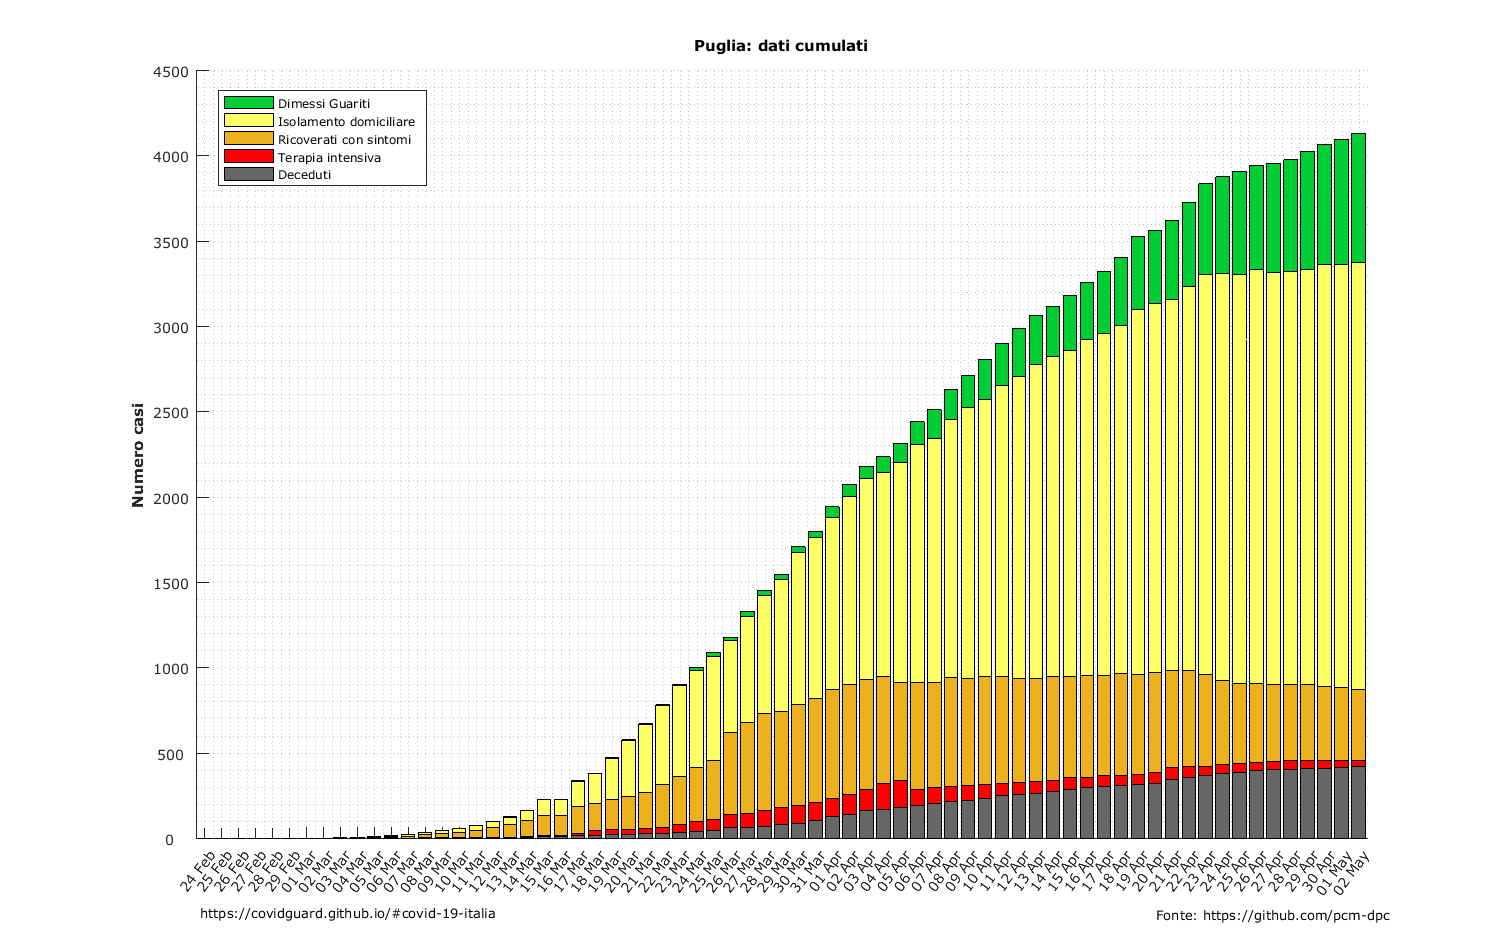 Puglia: dati cumulati
4500
4000
3500
3000
2500
2000
1500
1000
500
0
Numero casi
Dimessi Guariti
Isolamento domiciliare
Ricoverati con sintomi
Terapia intensiva
Deceduti
24 Feb
25 Feb
26 Feb
27 Feb
28 Feb
29 Feb
01 Mar
02 Mar
03 Mar
04 Mar
05 Mar
06 Mar
07 Mar
08 Mar
09 Mar
10 Mar
11 Mar
12 Mar
13 Mar
14 Mar
15 Mar
16 Mar
17 Mar
18 Mar
19 Mar
20 Mar
21 Mar
22 Mar
23 Mar
24 Mar
25 Mar
26 Mar
27 Mar
28 Mar
29 Mar
30 Mar
31 Mar
01 Apr
02 Apr
03 Apr
04 Apr
05 Apr
06 Apr
07 Apr
08 Apr
09 Apr
10 Apr
11 Apr
12 Apr
13 Apr
14 Apr
15 Apr
16 Apr
17 Apr
18 Apr
19 Apr
20 Apr
21 Apr
22 Apr
23 Apr
24 Apr
25 Apr
26 Apr
27 Apr
28 Apr
29 Apr
30 Apr
01 May
02 May
https://covidguard.github.io/#covid-19-italia
Fonte: https://github.com/pcm-dpc